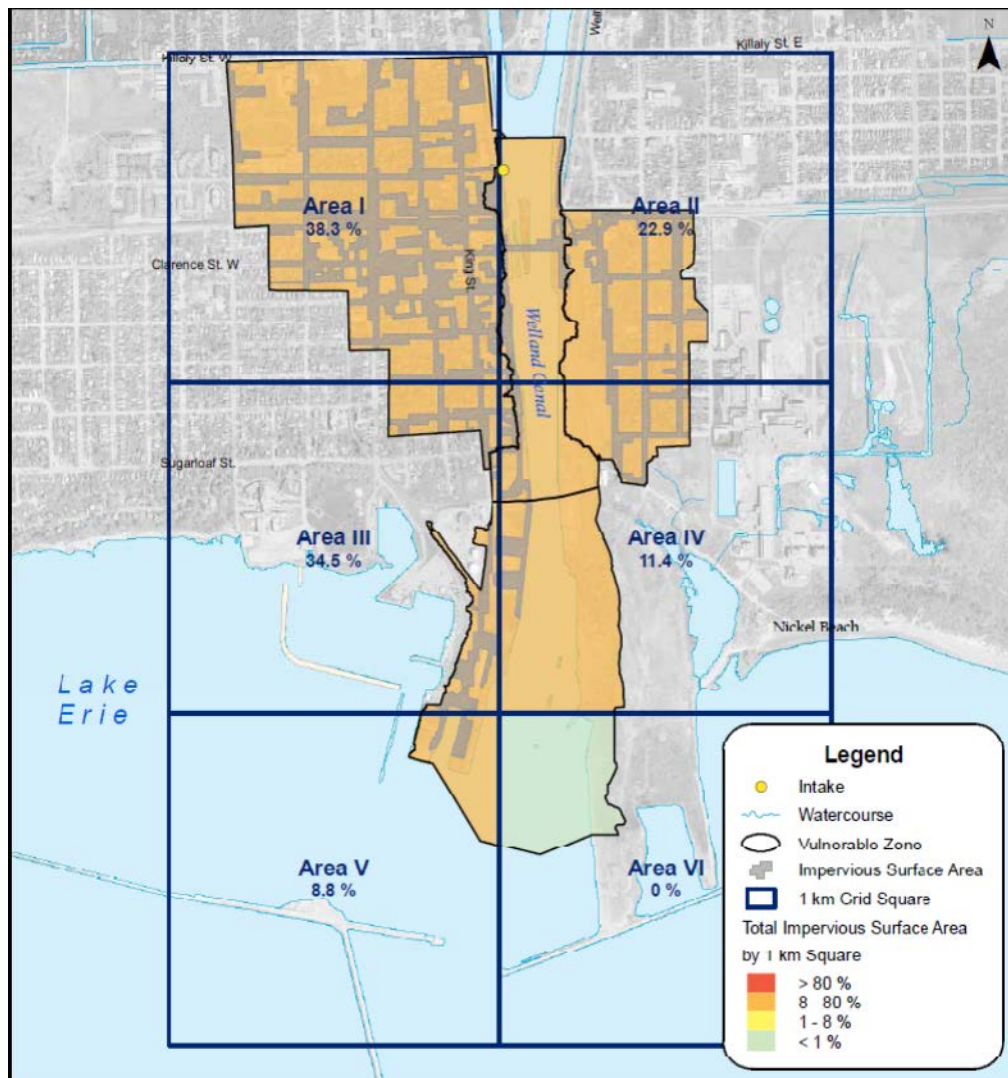 N
Killaly St. E
Killaly St. W
Area I
38.3 %
Area II
22.9 %
Clarence St. W
King St.
Welland Canal
Sugarloaf St.
Area III
34.5 %
Area IV
11.4 %
Nickel Beach
Lake
Erie
Area V
8.8 %
Area VI
0 %
Legend
Intake
Watercourse
Vulnerable Zone
Impervious Surface Area
1 km Grid Square
Total Impervious Surface Area
by 1 km Square
> 80 %
8 80 %
1 - 8 %
< 1 %